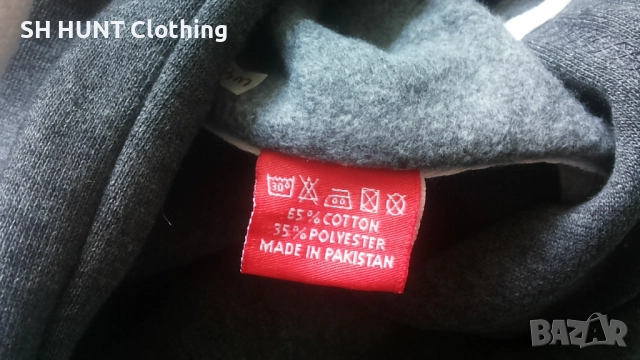 SH HUNT Clothing
30°
65% COTTON
35% POLYESTER
MADE IN PAKISTAN
BAZAR